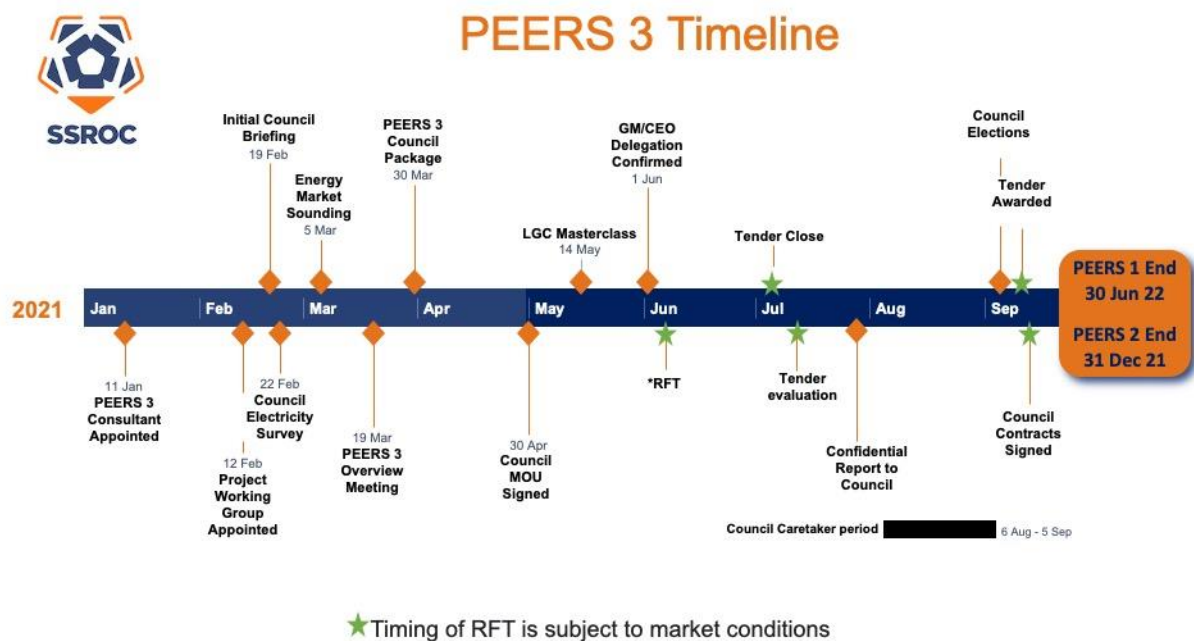 PEERS 3 Timeline
SSROC
Initial Council
Briefing
19 Feb
Energy
Market
Sounding
5 Mar
PEERS 3
Council
Package
30 Mar
LGC Masterclass
14 May
GM/CEO
Delegation
Confirmed
1 Jun
Tender Close
Council
Elections
Tender
Awarded
2021
Jan
Feb
Mar
Apr
May
Jun
Jul
Aug
Sep
PEERS 1 End
30 Jun 22
PEERS 2 End
31 Dec 21
11 Jan
PEERS 3
Consultant
Appointed
12 Feb
Project
Working
Group
Appointed
22 Feb
Council
Electricity
Survey
19 Mar
PEERS 3
Overview
Meeting
30 Apr
Council
MOU
Signed
*RFT
Tender
evaluation
Confidential
Report to
Council
Council
Contracts
Signed
Council Caretaker period
6 Aug - 5 Sep
Timing of RFT is subject to market conditions